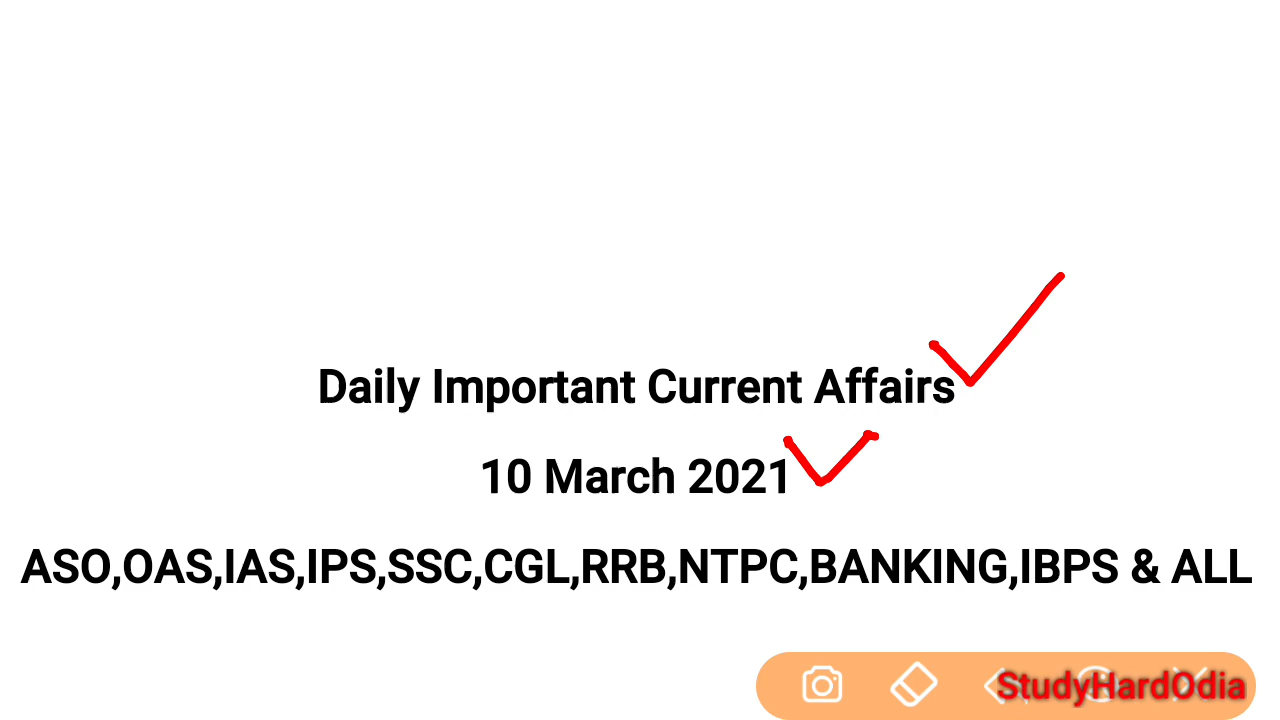 Daily Important Current Affairs
10 March 2021
ASO,OAS,IAS,IPS,SSC,CGL,RRB,NTPC,BANKING,IBPS & ALL
StudyHardOdia